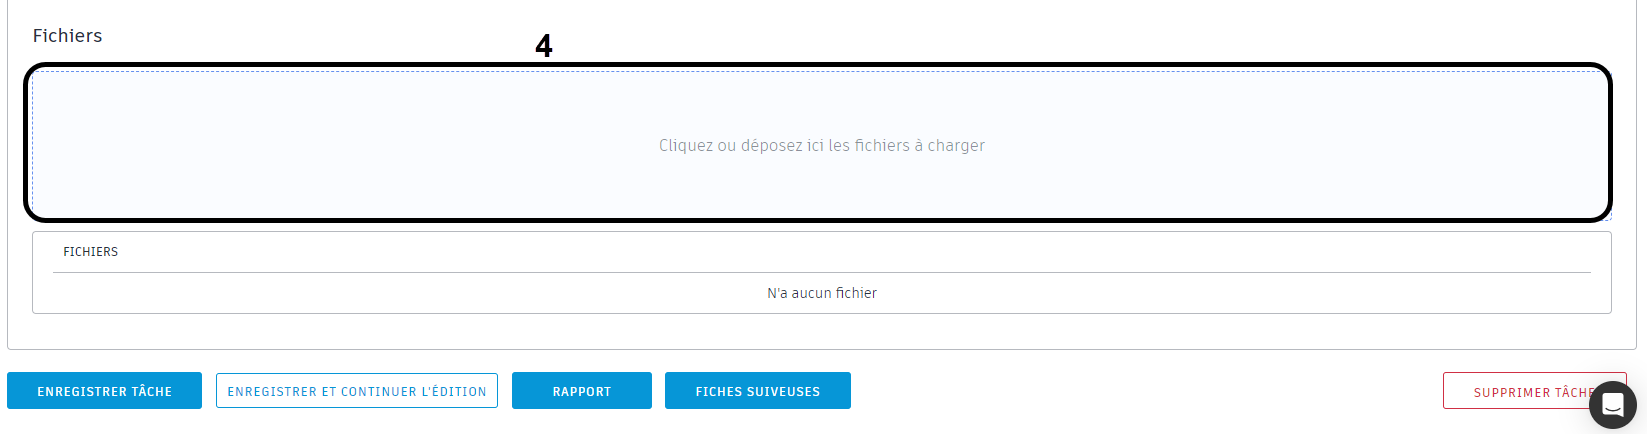 Fichiers
4
Cliquez ou déposez ici les fichiers à charger
FICHIERS
N'a aucun fichier
ENREGISTRER TÂCHE
ENREGISTRER ET CONTINUER L'ÉDITION
RAPPORT
FICHES SUIVEUSES
SUPPRIMER TÂCHE